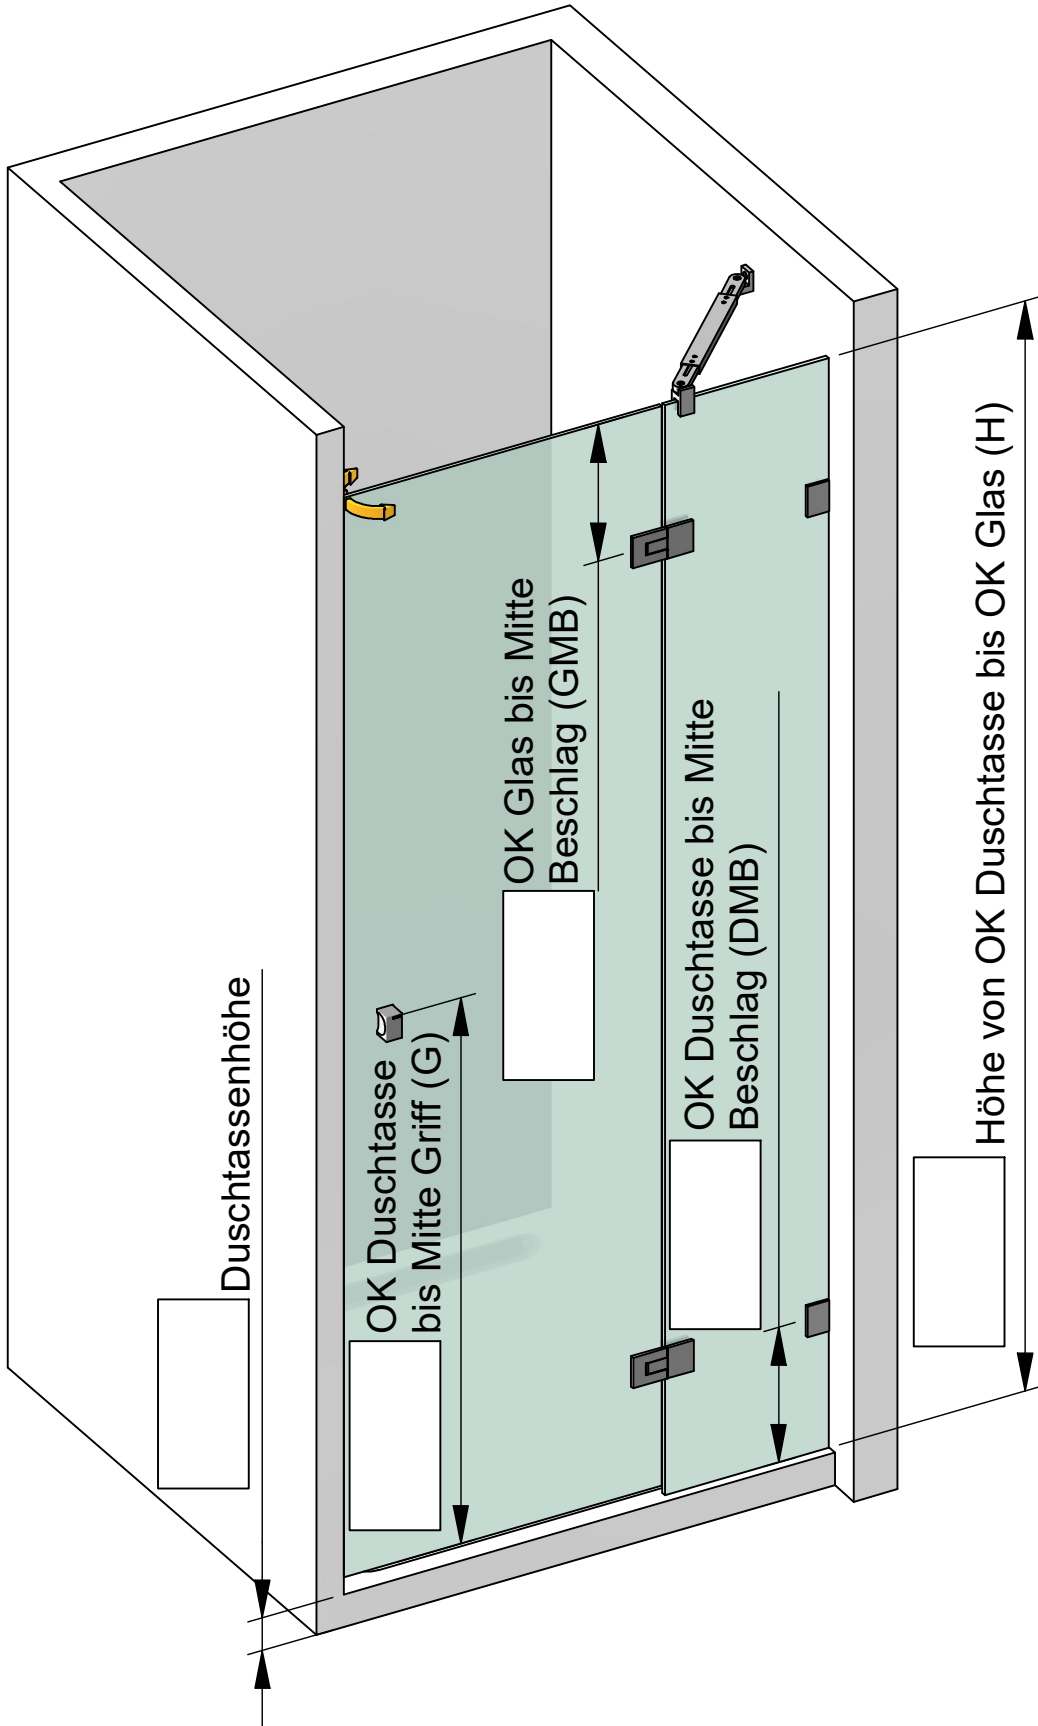 Duschtassenhöhe
OK Duschtasse
bis Mitte Griff (G)
OK Glas bis Mitte
Beschlag (GMB)
OK Duschtasse bis Mitte
Beschlag (DMB)
Höhe von OK Duschtasse bis OK Glas (H)